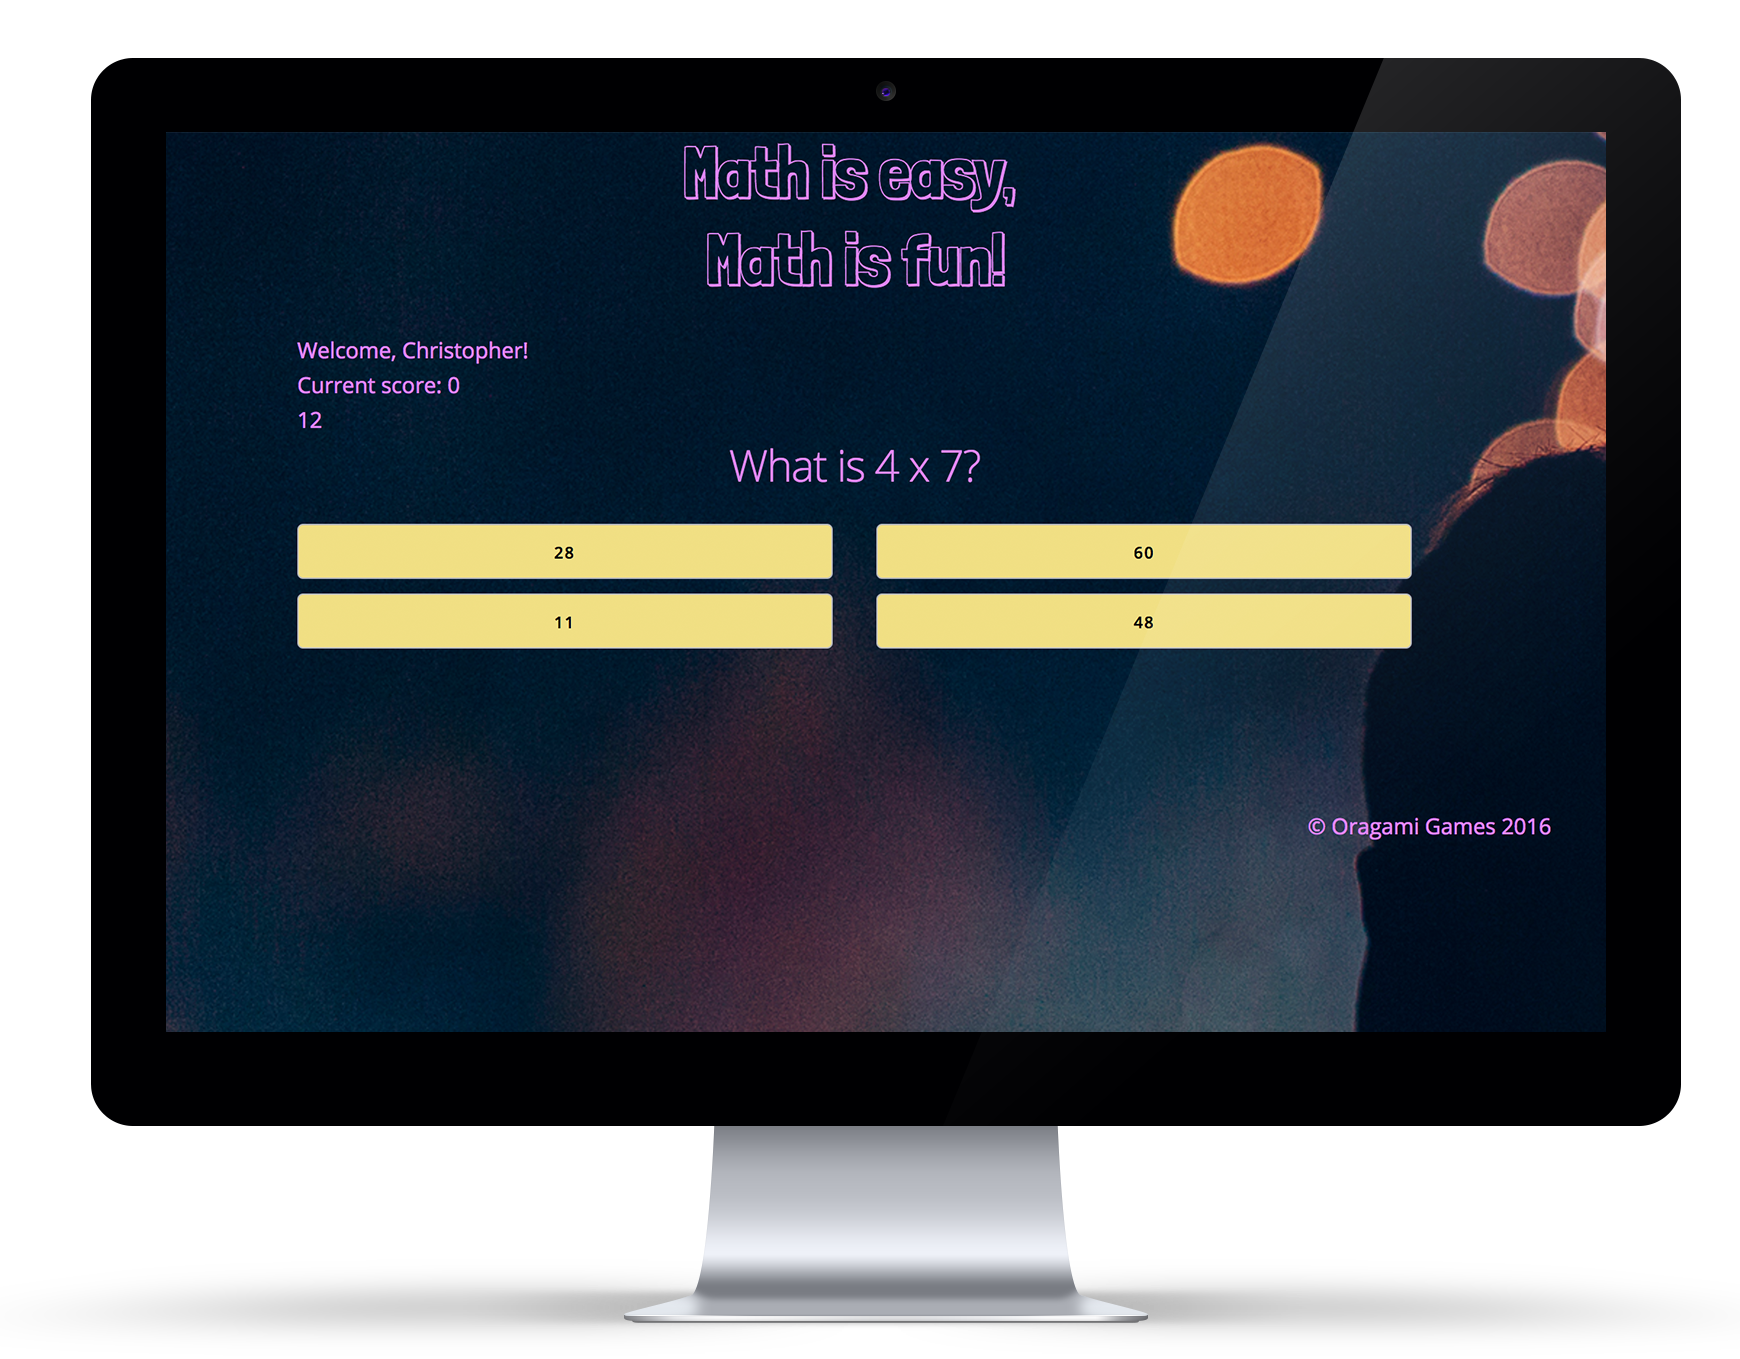 Math is easy,
Math is fun!
Welcome, Christopher!
Current score: 0
12
What is 4 x 7?
28
60
11
48
© Oragami Games 2016